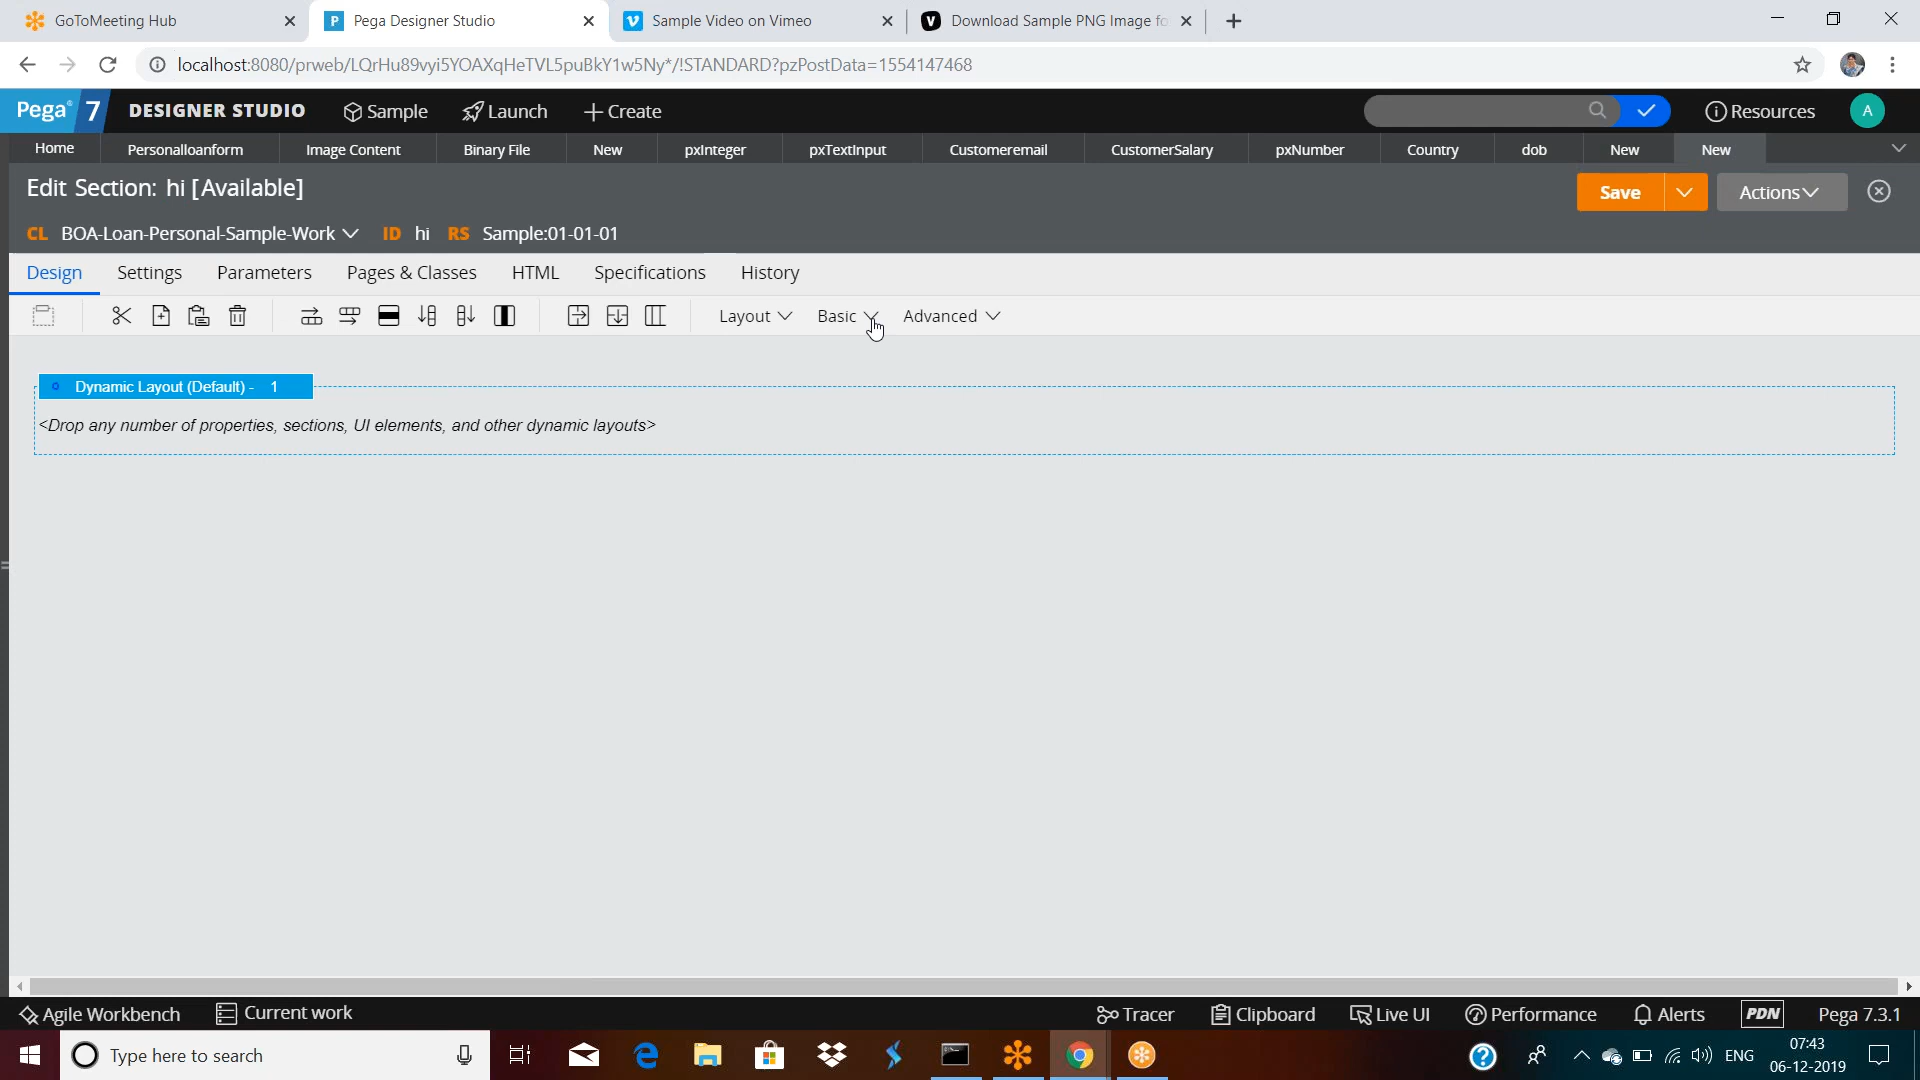 GoToMeeting Hub
Pega Designer Studio
Sample Video on Vimeo
Download Sample PNG Image fo
localhost:8080/prweb/LQrHu89vyi5YOAXqHeTVL5puBkY1w5Ny*/!STANDARD?pzPostData=1554147468
Pega 7 DESIGNER STUDIO Sample Launch Create Resources A
Home Personalloanform Image Content Binary File New pxInteger pxTextInput Customeremail CustomerSalary pxNumber Country dob New New
Edit Section: hi [Available]
Save Actions
CL BOA-Loan-Personal-Sample-Work ID hi RS Sample:01-01-01
Design Settings Parameters Pages & Classes HTML Specifications History
Layout Basic Advanced
Dynamic Layout (Default) - 1
<Drop any number of properties, sections, UI elements, and other dynamic layouts>
Agile Workbench Current work Tracer Clipboard Live UI Performance Alerts PDN Pega 7.3.1
Type here to search
ENG
07:43
06-12-2019